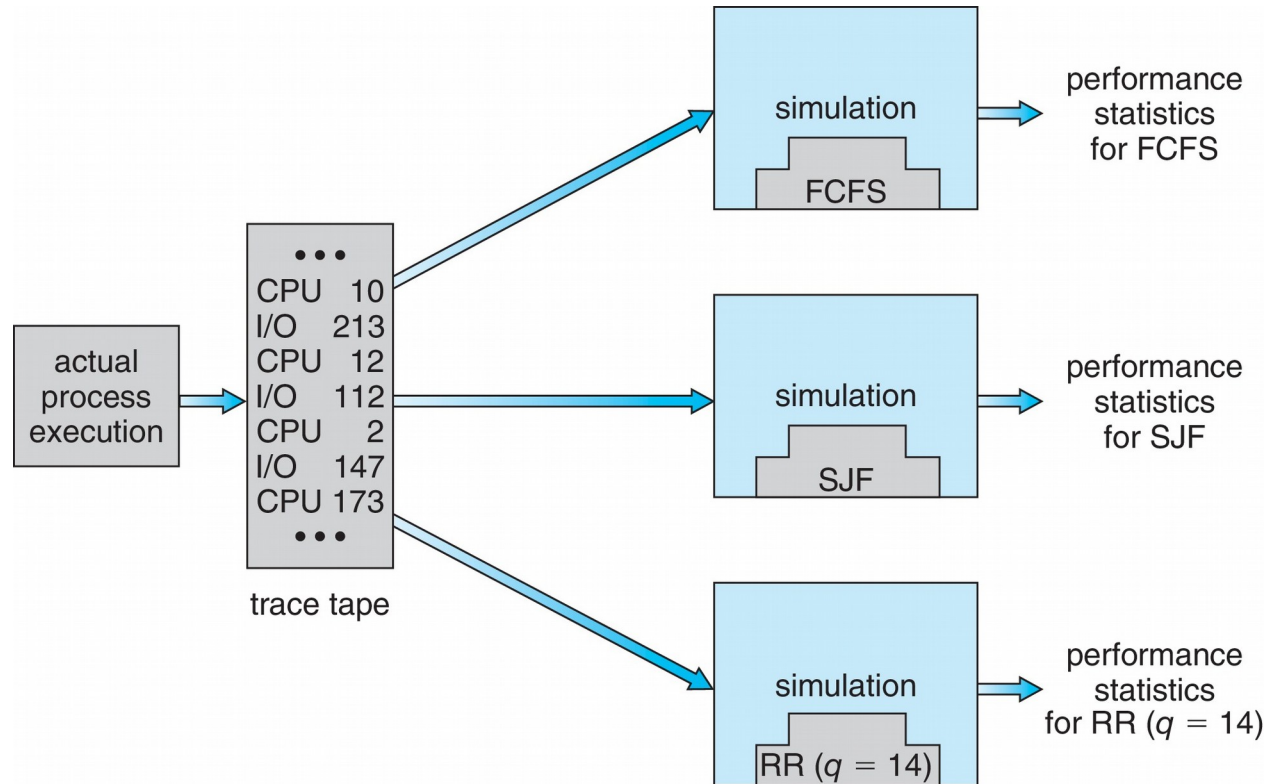 actual
process
execution
• • •
CPU 10
I/O 213
CPU 12
I/O 112
CPU 2
I/O 147
CPU 173
• • •
trace tape
simulation
FCFS
performance
statistics
for FCFS
simulation
SJF
performance
statistics
for SJF
simulation
RR (q = 14)
performance
statistics
for RR (q = 14)